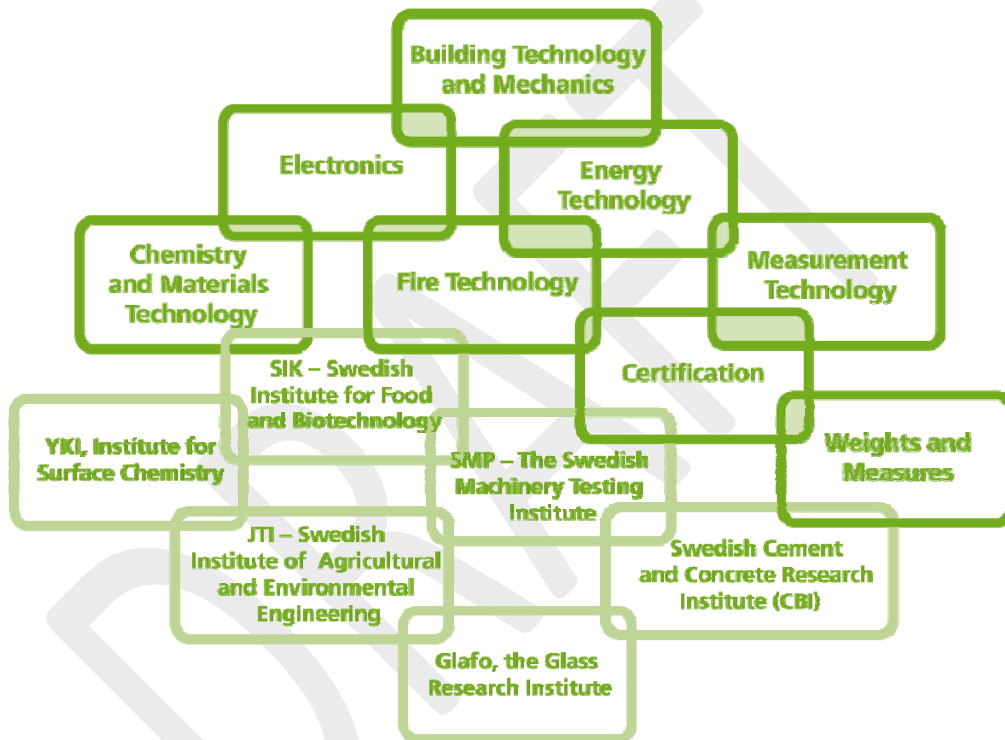 Building Technology
and Mechanics
Electronics
Energy
Technology
Chemistry
and Materials
Technology
Fire Technology
Measurement
Technology
SIK – Swedish
Institute for Food
and Biotechnology
Certification
YKI, Institute for
Surface Chemistry
SMP – The Swedish
Machinery Testing
Institute
Weights and
Measures
JTI – Swedish
Institute of Agricultural
and Environmental
Engineering
Swedish Cement
and Concrete Research
Institute (CBI)
Glafo, the Glass
Research Institute
DRAFT